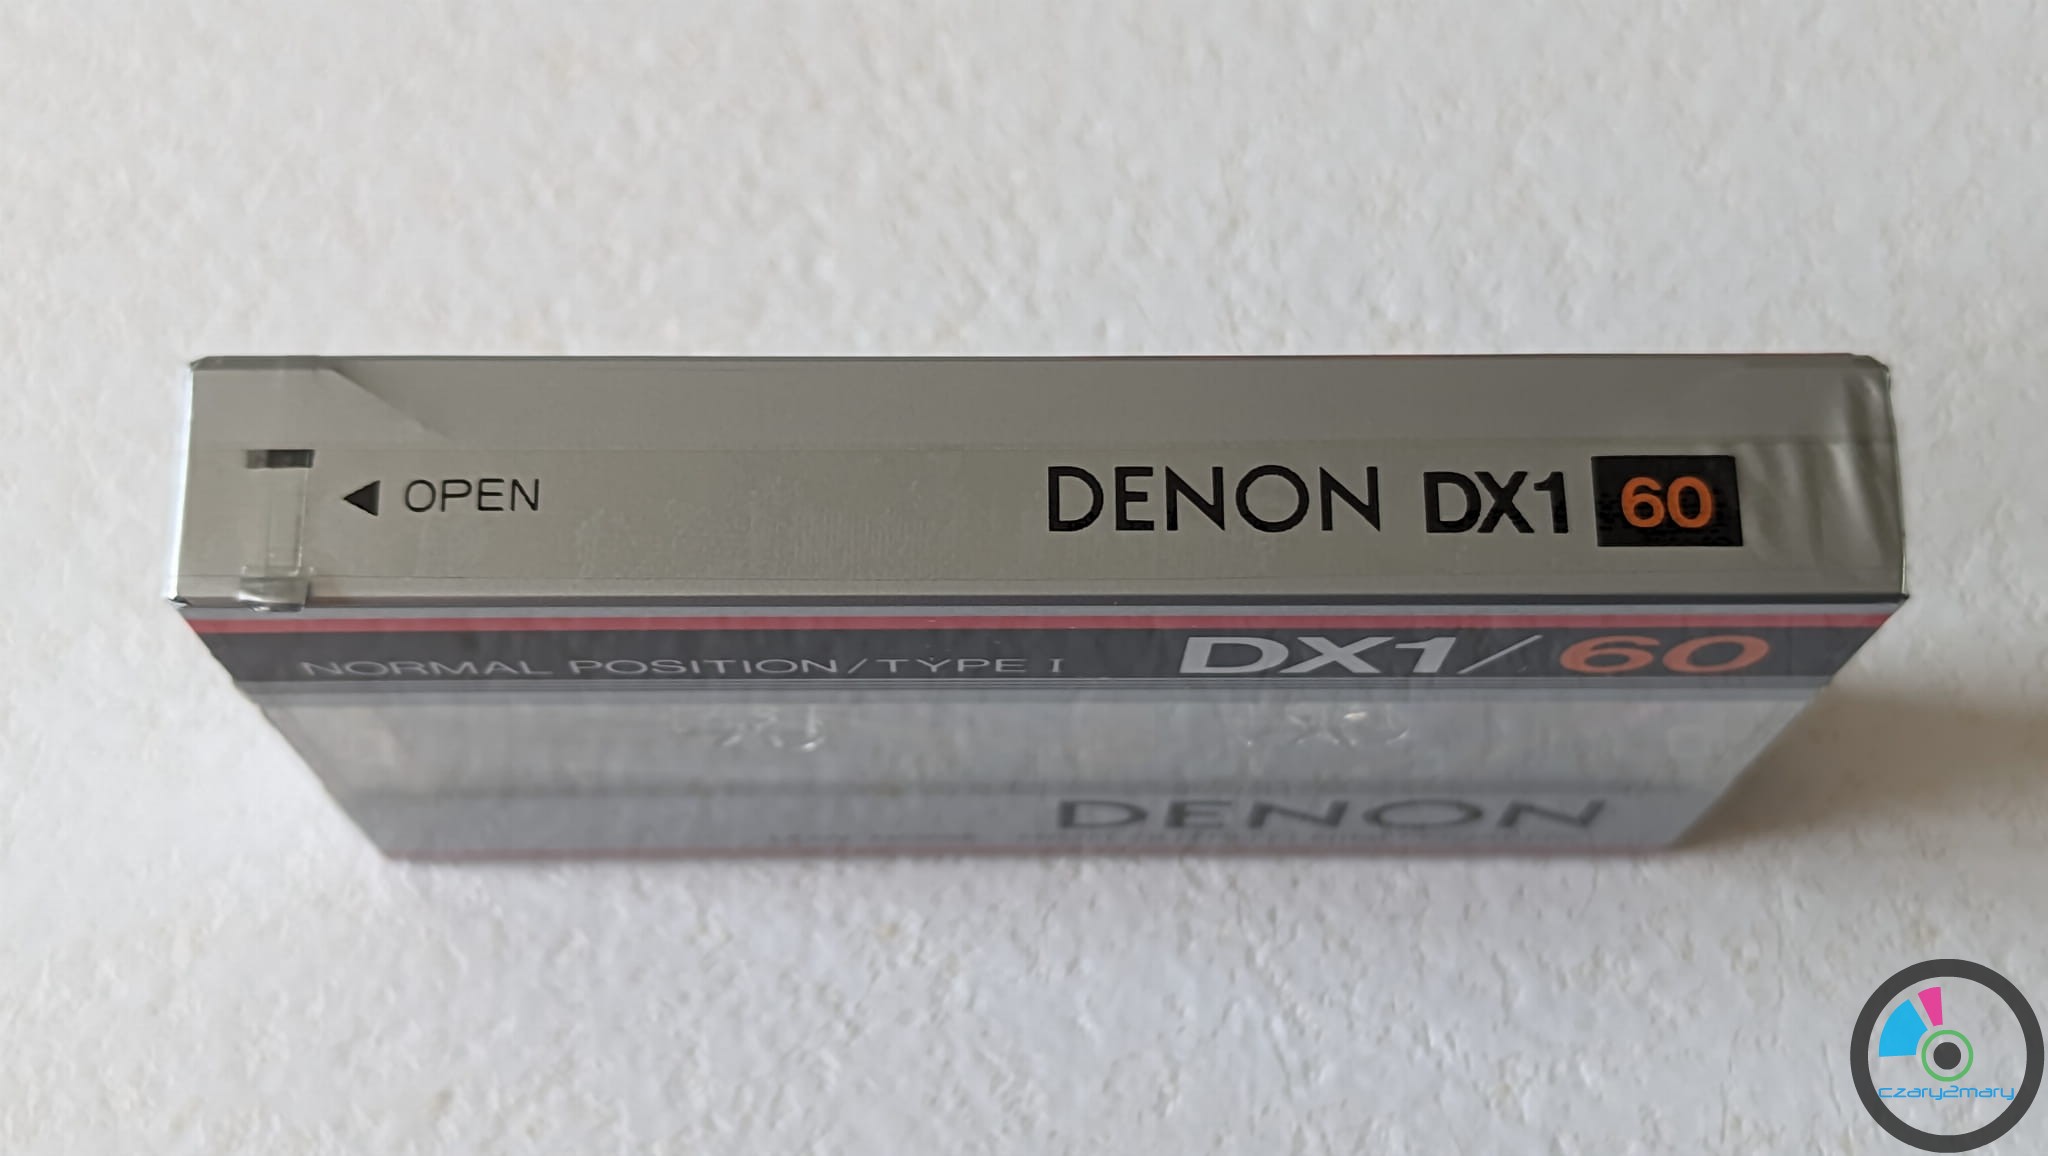 OPEN
DENON DX1 60
NORMAL POSITION/TYPE I
DX1/60
DENON
czary2mary